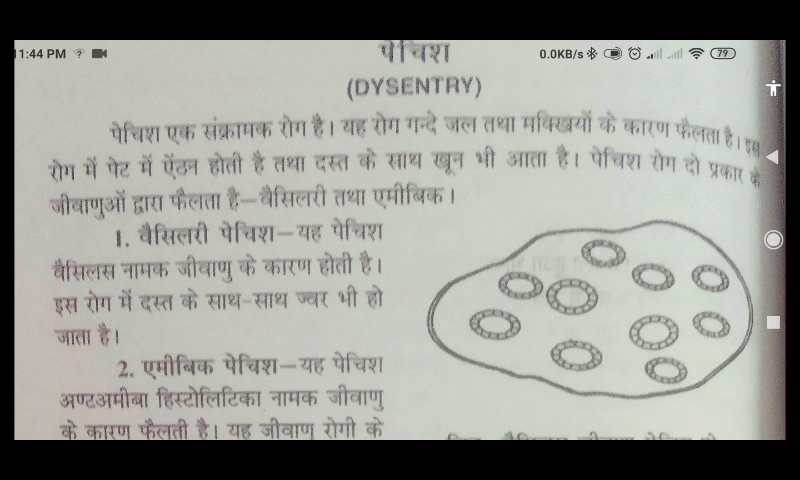 11:44 PM
0.0KB/s
79
पेचिश
(DYSENTRY)
पेचिश एक संक्रामक रोग है। यह रोग गन्दे जल तथा मक्खियों के कारण फैलता है। इस
रोग में पेट में ऐंठन होती है तथा दस्त के साथ खून भी आता है। पेचिश रोग दो प्रकार के
जीवाणुओं द्वारा फैलता है–वैसिलरी तथा एमीबिक।
1. वैसिलरी पेचिश–यह पेचिश
वैसिलस नामक जीवाणु के कारण होती है।
इस रोग में दस्त के साथ-साथ ज्वर भी हो
जाता है।
2. एमीबिक पेचिश–यह पेचिश
अण्टअमीबा हिस्टोलिटिका नामक जीवाणु
के कारण फैलती है। यह जीवाणु रोगी के